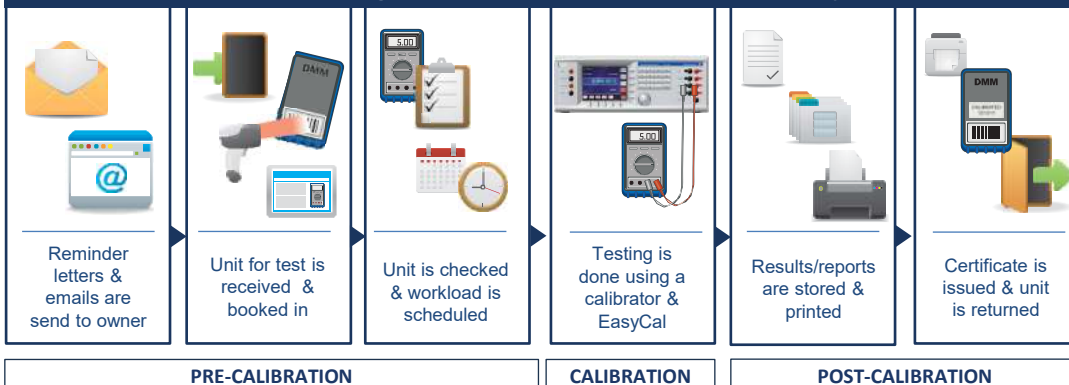 5.00
DMM
5.00
5.00
DMM
@
Reminder
letters &
emails are
send to owner
Unit for test is
received &
booked in
Unit is checked
& workload is
scheduled
Testing is
done using a
calibrator &
EasyCal
Results/reports
are stored &
printed
Certificate is
issued & unit
is returned
PRE-CALIBRATION
CALIBRATION
POST-CALIBRATION